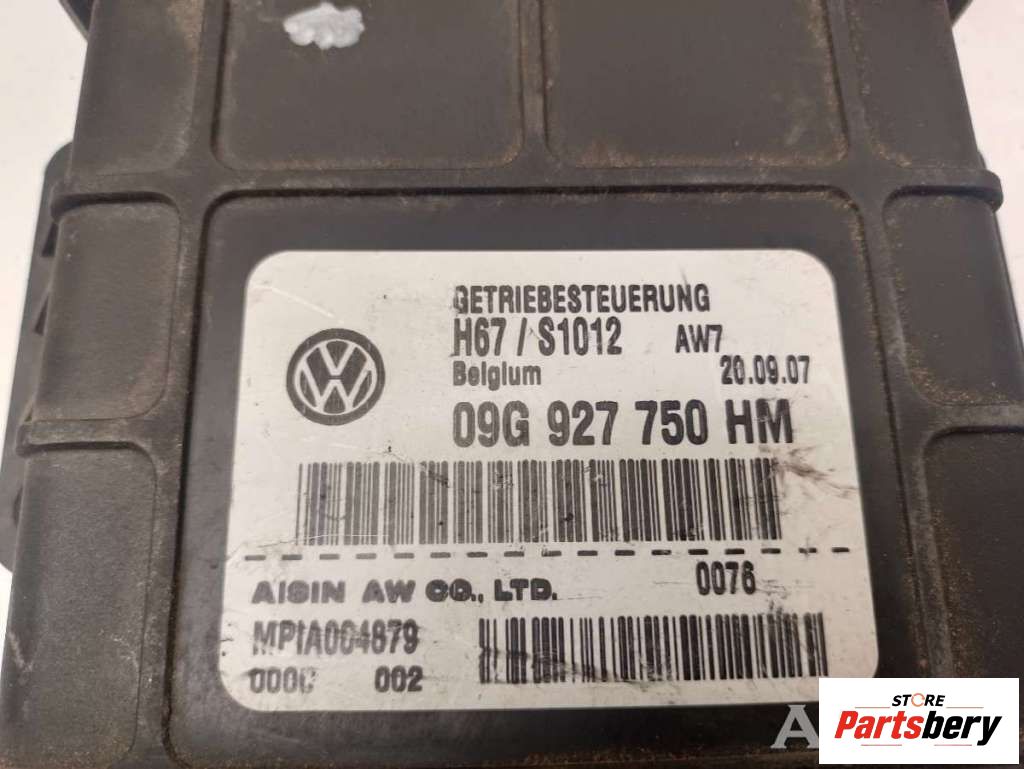 GETRIEBESTEUERUNG
H67 / S1012 AW7
Belgium 20.09.07
09G 927 750 HM
AISIN AW CO., LTD. 0076
MPIA004879
000C 002
A
STORE
Partsbery